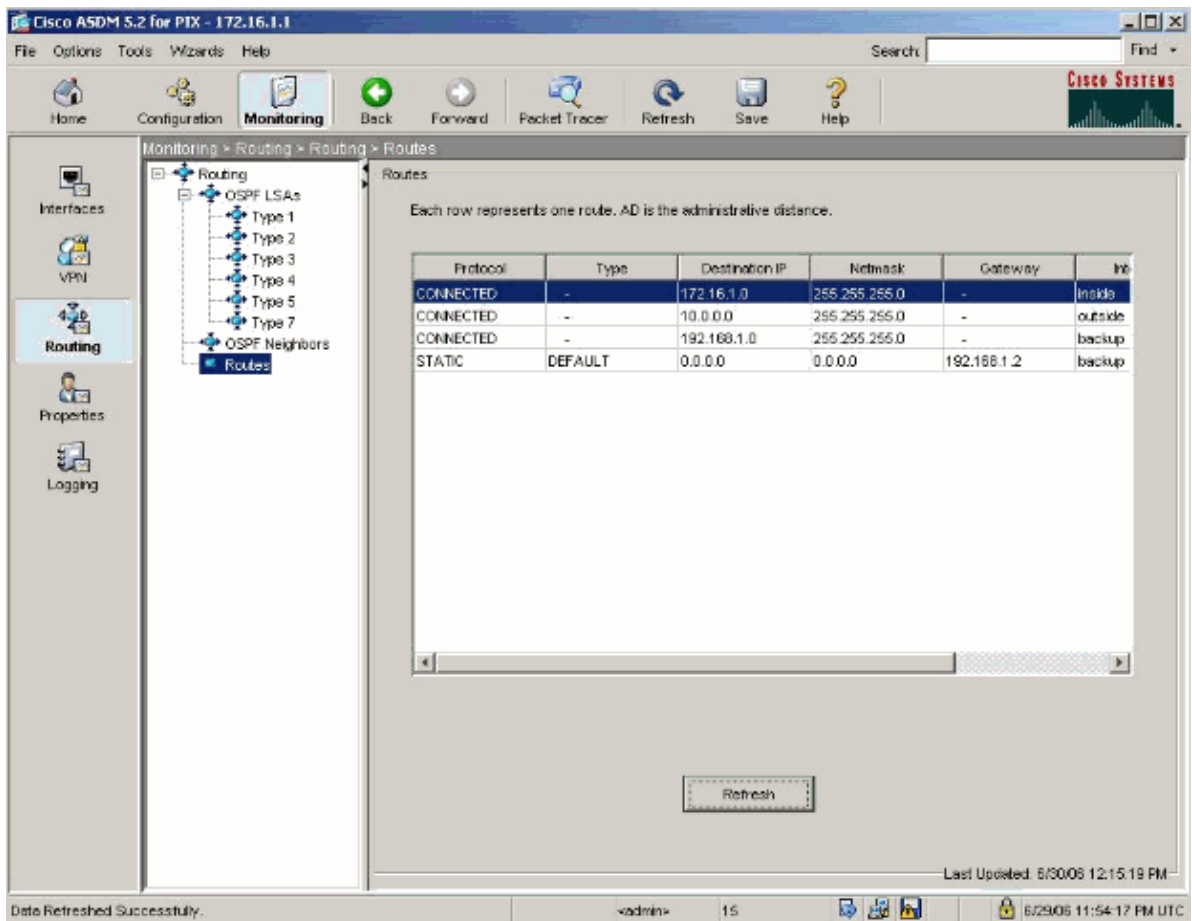 Cisco ASDM 5.2 for PIX - 172.16.1.1
File Options Tools Wizards Help Search: Find
Home Configuration Monitoring Back Forward Packet Tracer Refresh Save Help
CISCO SYSTEMS
Monitoring > Routing > Routing > Routes
Interfaces
VPN
Routing
Properties
Logging
Routing
OSPF LSAs
Type 1
Type 2
Type 3
Type 4
Type 5
Type 7
OSPF Neighbors
Routes
Routes
Each row represents one route. AD is the administrative distance.
Protocol Type Destination IP Netmask Gateway Int
CONNECTED - 172.16.1.0 255.255.255.0 - inside
CONNECTED - 10.0.0.0 255.255.255.0 - outside
CONNECTED - 192.168.1.0 255.255.255.0 - backup
STATIC DEFAULT 0.0.0.0 0.0.0.0 192.168.1.2 backup
Refresh
Last Updated: 6/30/06 12:15:19 PM
Data Refreshed Successfully. <admin> 15 6/29/06 11:54:17 PM UTC